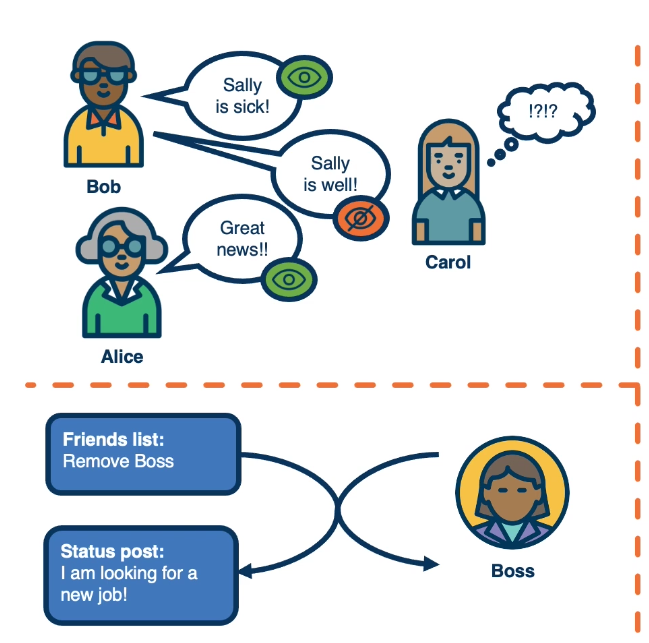 Sally
is sick!
!?!?
Bob
Sally
is well!
Great
news!!
Carol
Alice
Friends list:
Remove Boss
Status post:
I am looking for a
new job!
Boss